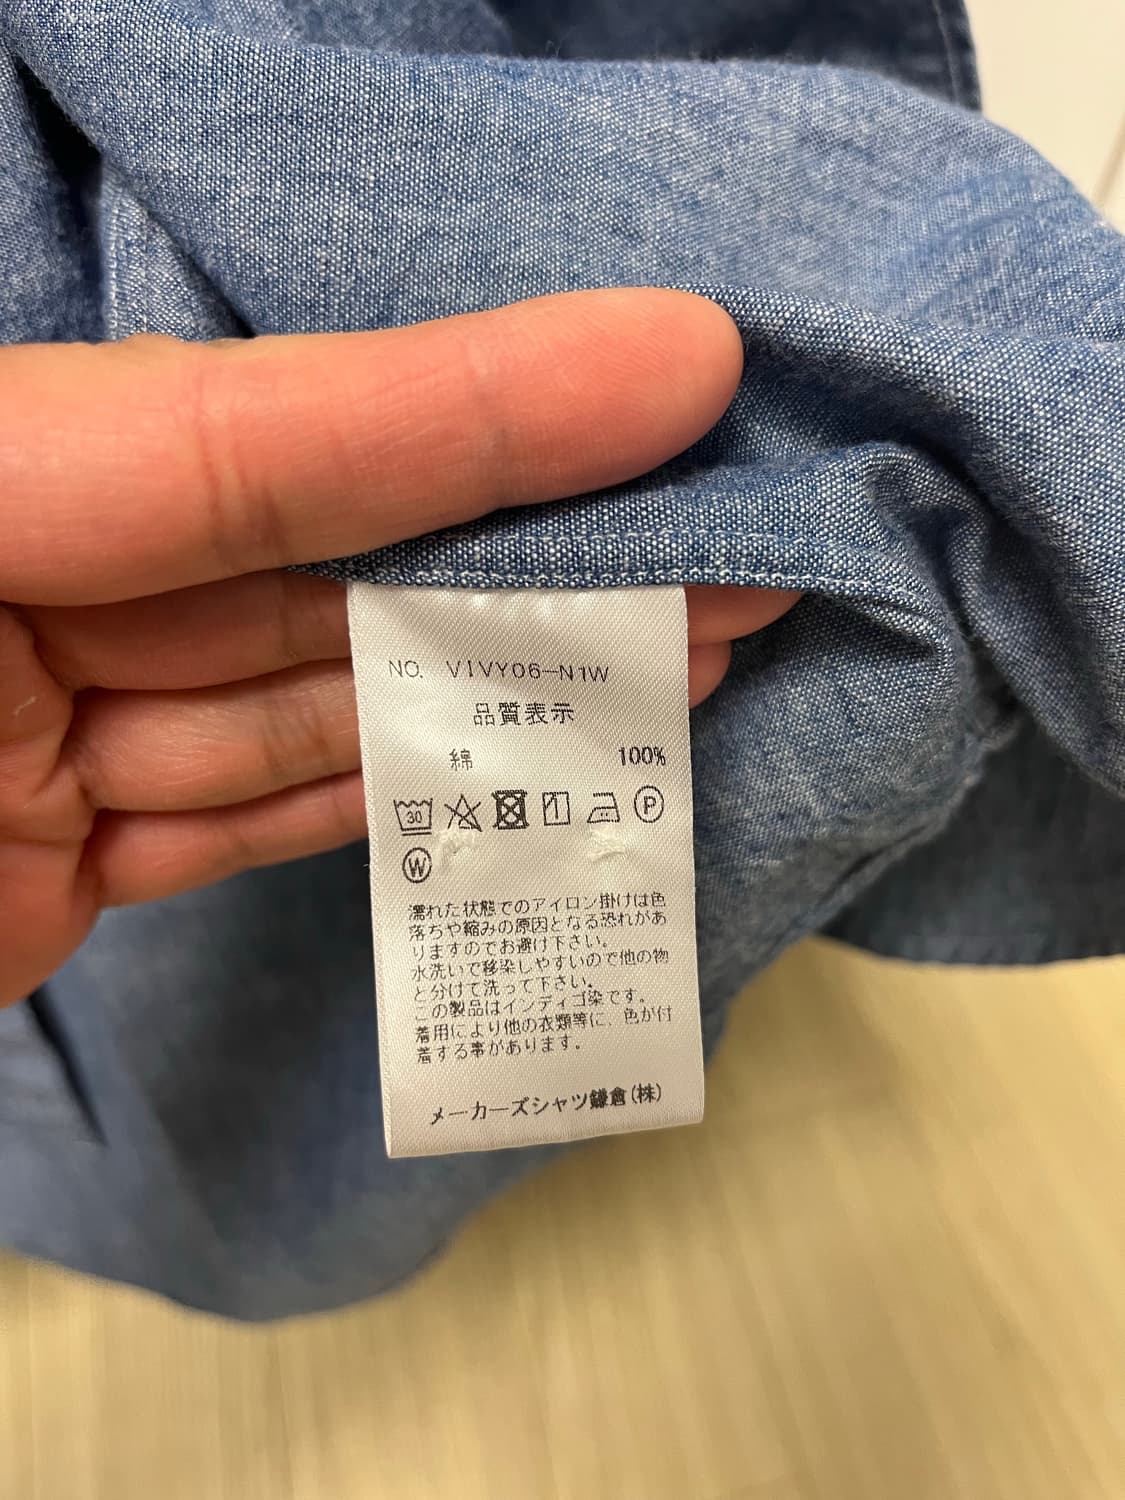 NO. VIVY06-N1W
品質表示
綿 100%
30 P
W
濡れた状態でのアイロン掛けは色
落ちや縮みの原因となる恐れがあ
りますのでお避け下さい。
水洗いで移染しやすいので他の物
と分けて洗って下さい。
この製品はインディゴ染です。
着用により他の衣類等に、色が付
着する事があります。
メーカーズシャツ鎌倉(株)